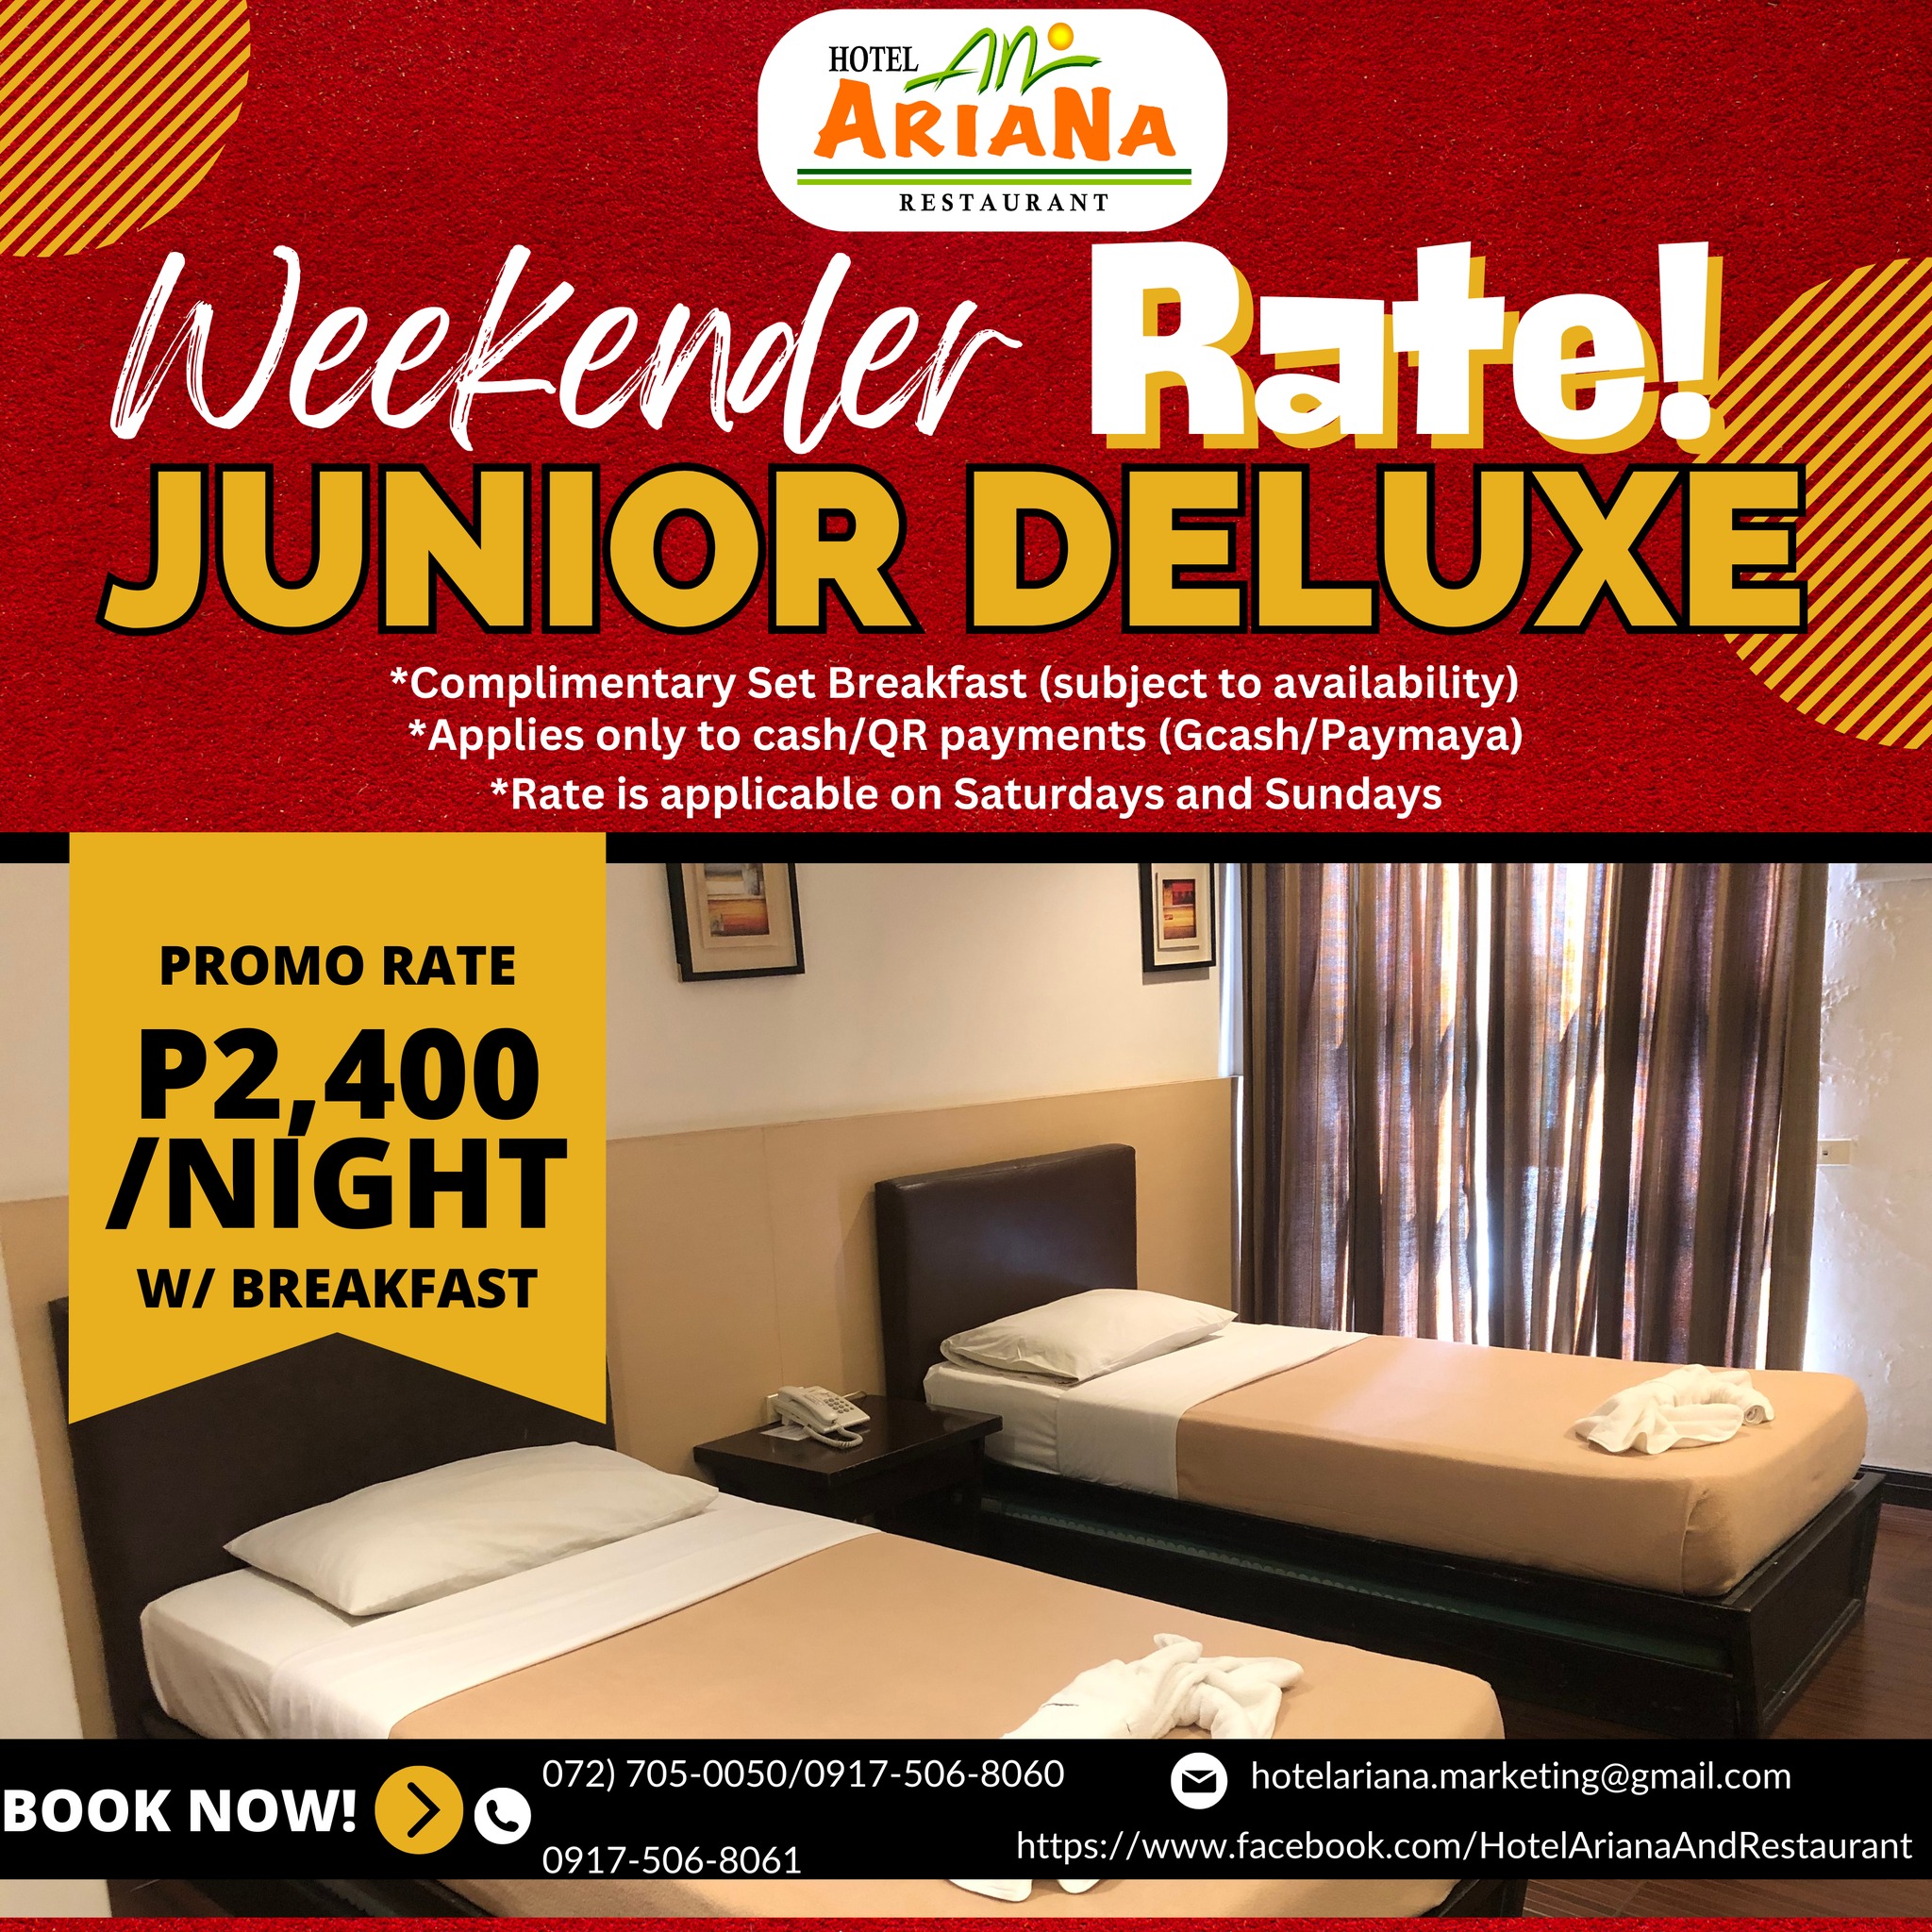 HOTEL
ARIANA
RESTAURANT
Weekender Rate!
JUNIOR DELUXE
*Complimentary Set Breakfast (subject to availability)
*Applies only to cash/QR payments (Gcash/Paymaya)
*Rate is applicable on Saturdays and Sundays
PROMO RATE
P2,400
/NIGHT
W/ BREAKFAST
BOOK NOW!
072) 705-0050/0917-506-8060
0917-506-8061
hotelariana.marketing@gmail.com
https://www.facebook.com/HotelArianaAndRestaurant